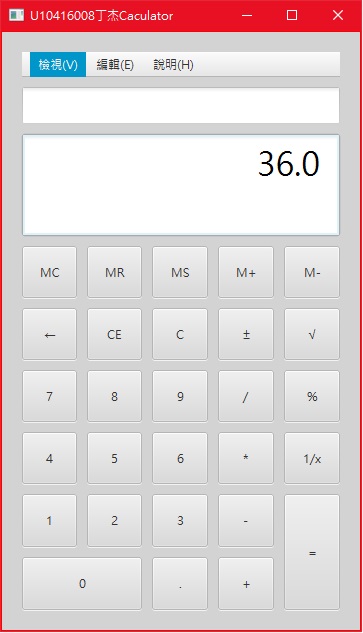 U10416008丁杰Caculator
檢視(V) 編輯(E) 說明(H)
36.0
MC MR MS M+ M-
← CE C ± √
7 8 9 / %
4 5 6 * 1/x
1 2 3 -
=
0 . +